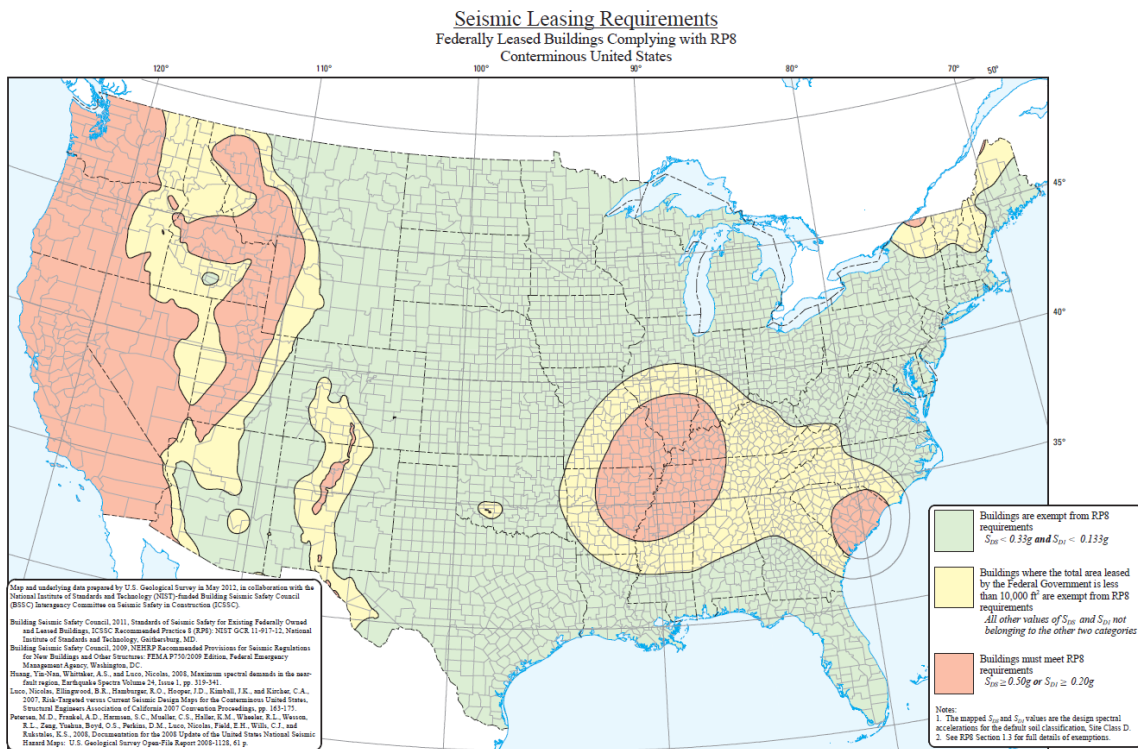 Seismic Leasing Requirements
Federally Leased Buildings Complying with RP8
Conterminous United States
120°
110°
100°
90°
80°
70°
50°
45°
40°
35°
Map and underlying data prepared by U.S. Geological Survey in May 2012, in collaboration with the
National Institute of Standards and Technology (NIST)-funded Building Seismic Safety Council
(BSSC) Interagency Committee on Seismic Safety in Construction (ICSSC).
Building Seismic Safety Council, 2011, Standards of Seismic Safety for Existing Federally Owned
and Leased Buildings, ICSSC Recommended Practice 8 (RP8): NIST GCR 11-917-12, National
Institute of Standards and Technology, Gaithersburg, MD.
Building Seismic Safety Council, 2009, NEHRP Recommended Provisions for Seismic Regulations
for New Buildings and Other Structures: FEMA P750/2009 Edition, Federal Emergency
Management Agency, Washington, DC.
Huang, Yin-Nan, Whittaker, A.S., and Luco, Nicolas, 2008, Maximum spectral demands in the near-
fault region, Earthquake Spectra Volume 24, Issue 1, pp. 319-341.
Luco, Nicolas, Ellingwood, B.R., Hamburger, R.O., Hooper, J.D., Kimball, J.K., and Kircher, C.A.,
2007, Risk-Targeted versus Current Seismic Design Maps for the Conterminous United States,
Structural Engineers Association of California 2007 Convention Proceedings, pp. 163-175.
Petersen, M.D., Frankel, A.D., Harmsen, S.C., Mueller, C.S., Haller, K.M., Wheeler, R.L., Wesson,
R.L., Zeng, Yuehua, Boyd, O.S., Perkins, D.M., Luco, Nicolas, Field, E.H., Wills, C.J., and
Rukstales, K.S., 2008, Documentation for the 2008 Update of the United States National Seismic
Hazard Maps: U.S. Geological Survey Open-File Report 2008-1128, 61 p.
Buildings are exempt from RP8
requirements
S_DS < 0.33g and S_D1 < 0.133g
Buildings where the total area leased
by the Federal Government is less
than 10,000 ft² are exempt from RP8
requirements
All other values of S_DS and S_D1 not
belonging to the other two categories
Buildings must meet RP8
requirements
S_DS ≥ 0.50g or S_D1 ≥ 0.20g
Notes:
1. The mapped S_DS and S_D1 values are the design spectral
accelerations for the default soil classification, Site Class D.
2. See RP8 Section 1.3 for full details of exemptions.